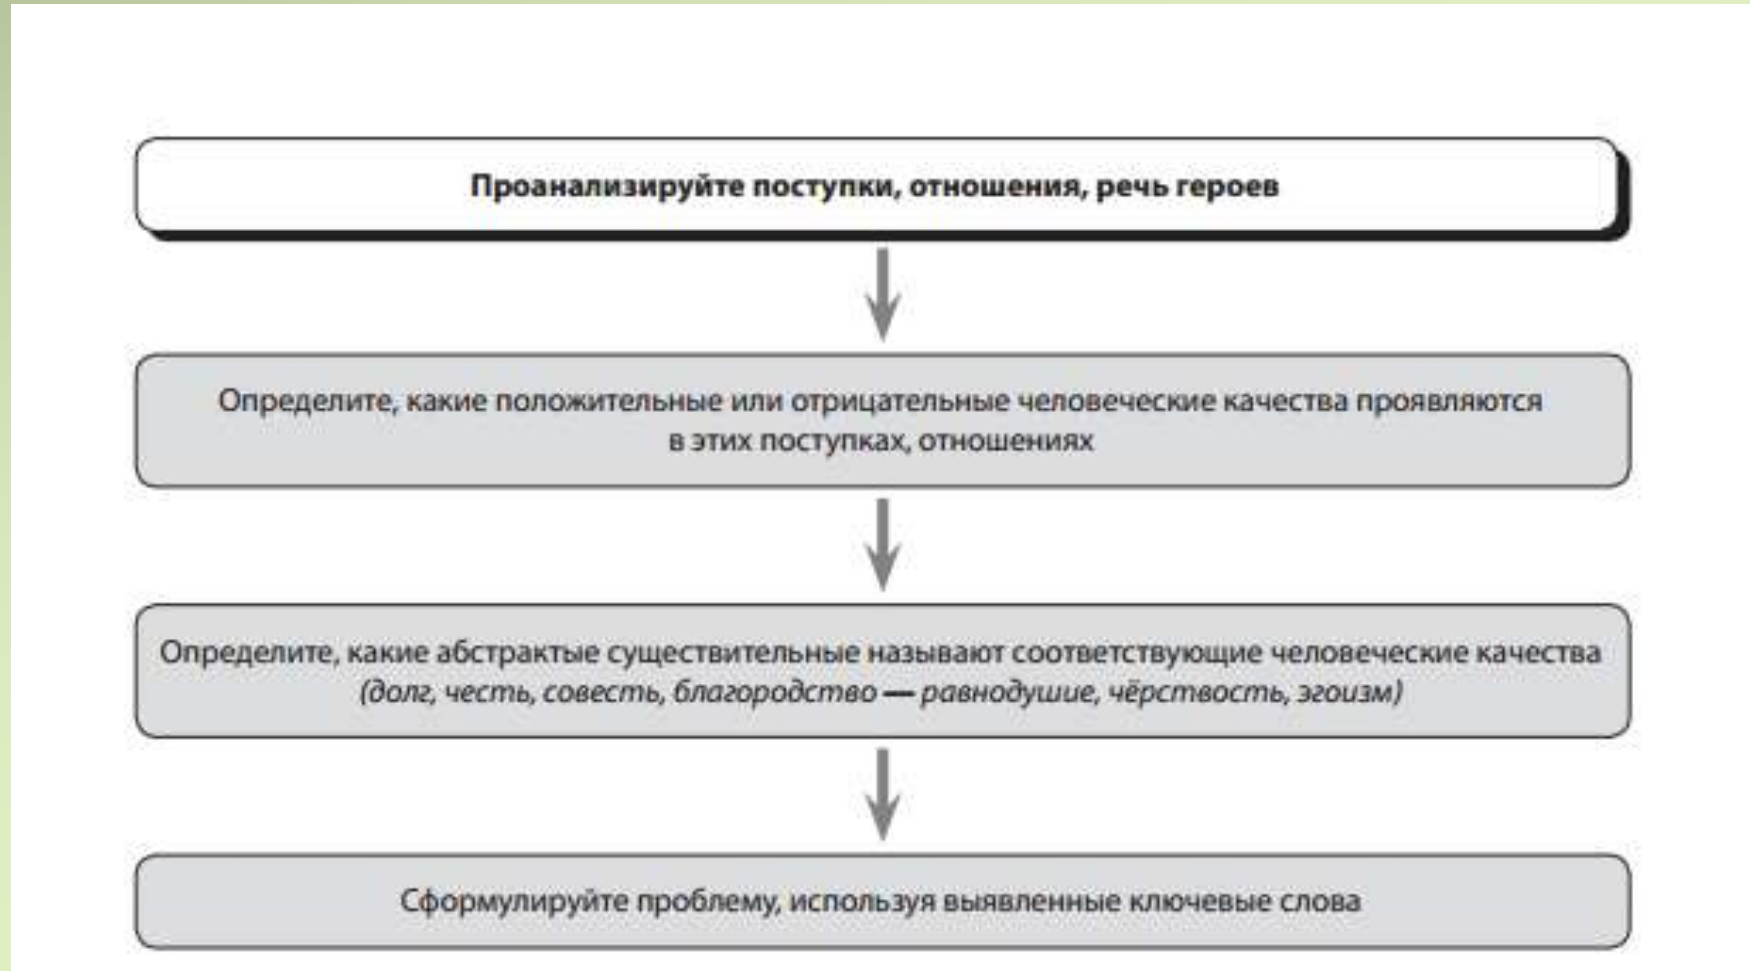 Проанализируйте поступки, отношения, речь героев
Определите, какие положительные или отрицательные человеческие качества проявляются
в этих поступках, отношениях
Определите, какие абстрактые существительные называют соответствующие человеческие качества
(долг, честь, совесть, благородство — равнодушие, чёрствость, эгоизм)
Сформулируйте проблему, используя выявленные ключевые слова